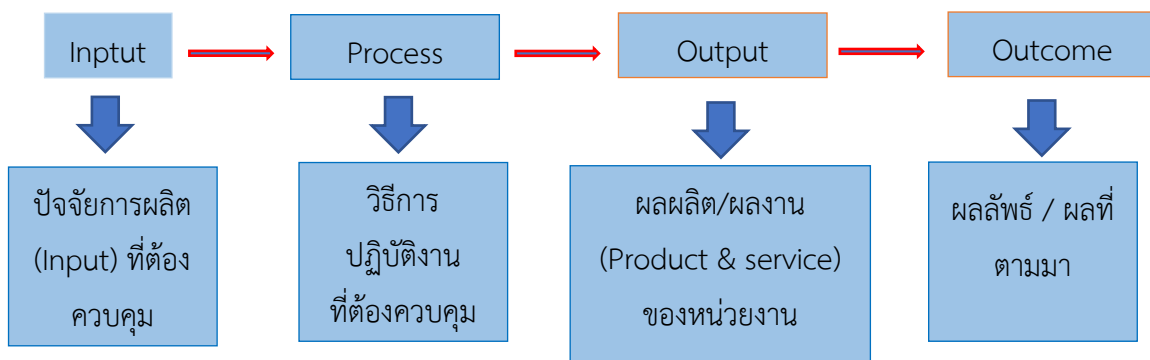 Inptut
Process
Output
Outcome
ปัจจัยการผลิต
(Input) ที่ต้อง
ควบคุม
วิธีการ
ปฏิบัติงาน
ที่ต้องควบคุม
ผลผลิต/ผลงาน
(Product & service)
ของหน่วยงาน
ผลลัพธ์ / ผลที่
ตามมา